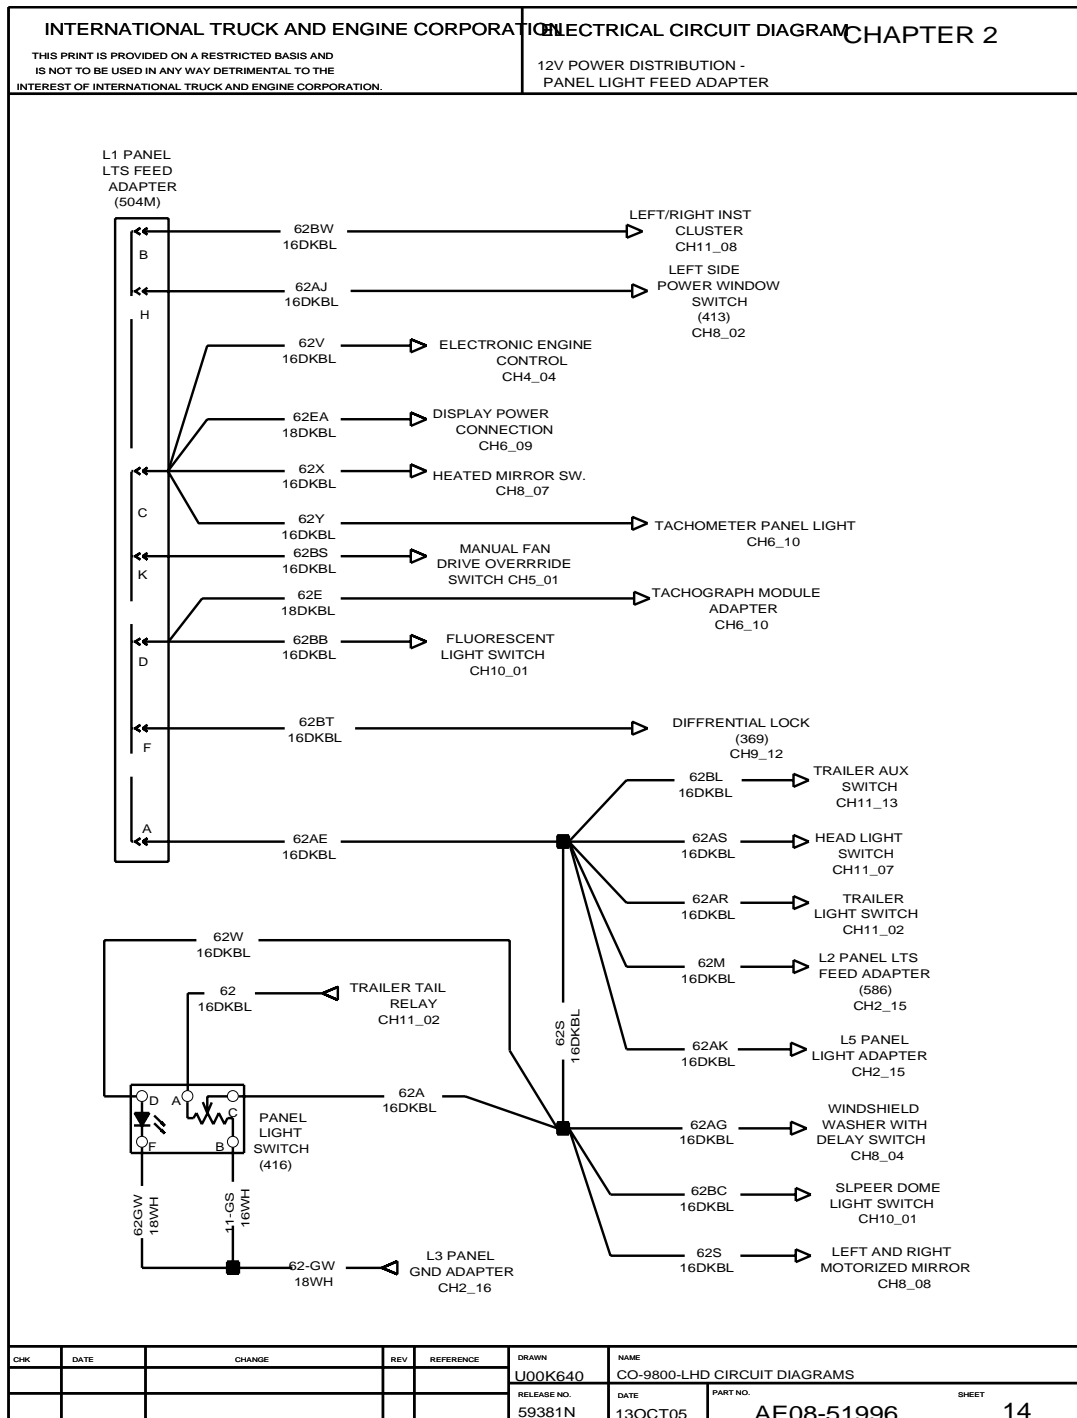 INTERNATIONAL TRUCK AND ENGINE CORPORATION
THIS PRINT IS PROVIDED ON A RESTRICTED BASIS AND
IS NOT TO BE USED IN ANY WAY DETRIMENTAL TO THE
INTEREST OF INTERNATIONAL TRUCK AND ENGINE CORPORATION.
ELECTRICAL CIRCUIT DIAGRAM
CHAPTER 2
12V POWER DISTRIBUTION -
PANEL LIGHT FEED ADAPTER
L1 PANEL
LTS FEED
ADAPTER
(504M)
B
62BW
16DKBL
LEFT/RIGHT INST
CLUSTER
CH11_08
H
62AJ
16DKBL
LEFT SIDE
POWER WINDOW
SWITCH
(413)
CH8_02
62V
16DKBL
ELECTRONIC ENGINE
CONTROL
CH4_04
62EA
18DKBL
DISPLAY POWER
CONNECTION
CH6_09
C
62X
16DKBL
HEATED MIRROR SW.
CH8_07
62Y
16DKBL
TACHOMETER PANEL LIGHT
CH6_10
K
62BS
16DKBL
MANUAL FAN
DRIVE OVERRRIDE
SWITCH CH5_01
62E
18DKBL
TACHOGRAPH MODULE
ADAPTER
CH6_10
D
62BB
16DKBL
FLUORESCENT
LIGHT SWITCH
CH10_01
F
62BT
16DKBL
DIFFRENTIAL LOCK
(369)
CH9_12
A
62AE
16DKBL
62BL
16DKBL
TRAILER AUX
SWITCH
CH11_13
62AS
16DKBL
HEAD LIGHT
SWITCH
CH11_07
62AR
16DKBL
TRAILER
LIGHT SWITCH
CH11_02
62M
16DKBL
L2 PANEL LTS
FEED ADAPTER
(586)
CH2_15
62AK
16DKBL
L5 PANEL
LIGHT ADAPTER
CH2_15
62S
16DKBL
62W
16DKBL
62
16DKBL
TRAILER TAIL
RELAY
CH11_02
62A
16DKBL
D
A
C
F
B
PANEL
LIGHT
SWITCH
(416)
62AG
16DKBL
WINDSHIELD
WASHER WITH
DELAY SWITCH
CH8_04
62BC
16DKBL
SLPEER DOME
LIGHT SWITCH
CH10_01
62S
16DKBL
LEFT AND RIGHT
MOTORIZED MIRROR
CH8_08
62GW
18WH
11-GS
16WH
62-GW
18WH
L3 PANEL
GND ADAPTER
CH2_16
CHK
DATE
CHANGE
REV
REFERENCE
DRAWN
U00K640
NAME
CO-9800-LHD CIRCUIT DIAGRAMS
RELEASE NO.
59381N
DATE
13OCT05
PART NO.
AE08-51996
SHEET
14